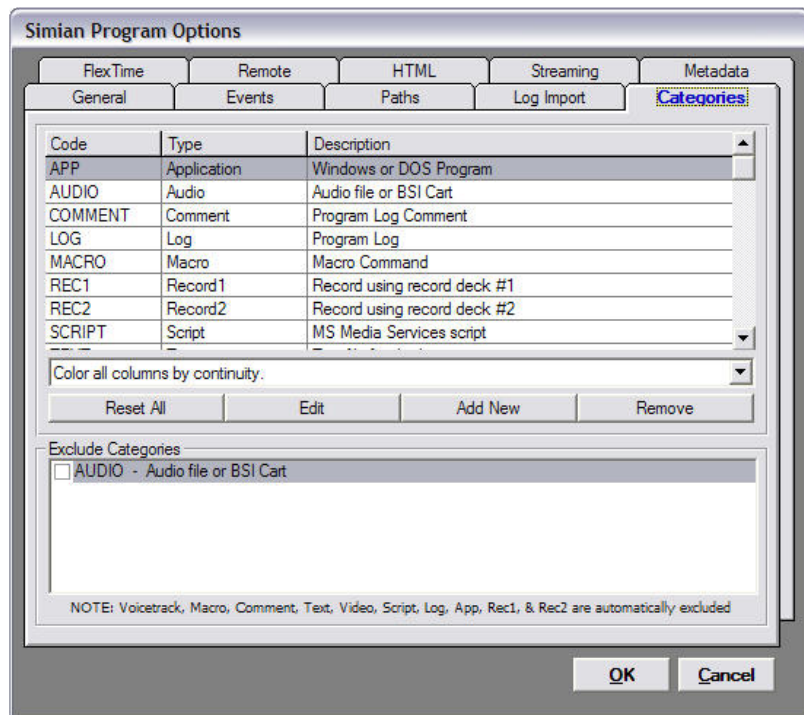 Simian Program Options
FlexTime Remote HTML Streaming Metadata
General Events Paths Log Import Categories
Code Type Description
APP Application Windows or DOS Program
AUDIO Audio Audio file or BSI Cart
COMMENT Comment Program Log Comment
LOG Log Program Log
MACRO Macro Macro Command
REC1 Record1 Record using record deck #1
REC2 Record2 Record using record deck #2
SCRIPT Script MS Media Services script
Color all columns by continuity.
Reset All Edit Add New Remove
Exclude Categories
AUDIO - Audio file or BSI Cart
NOTE: Voicetrack, Macro, Comment, Text, Video, Script, Log, App, Rec1, & Rec2 are automatically excluded
OK Cancel